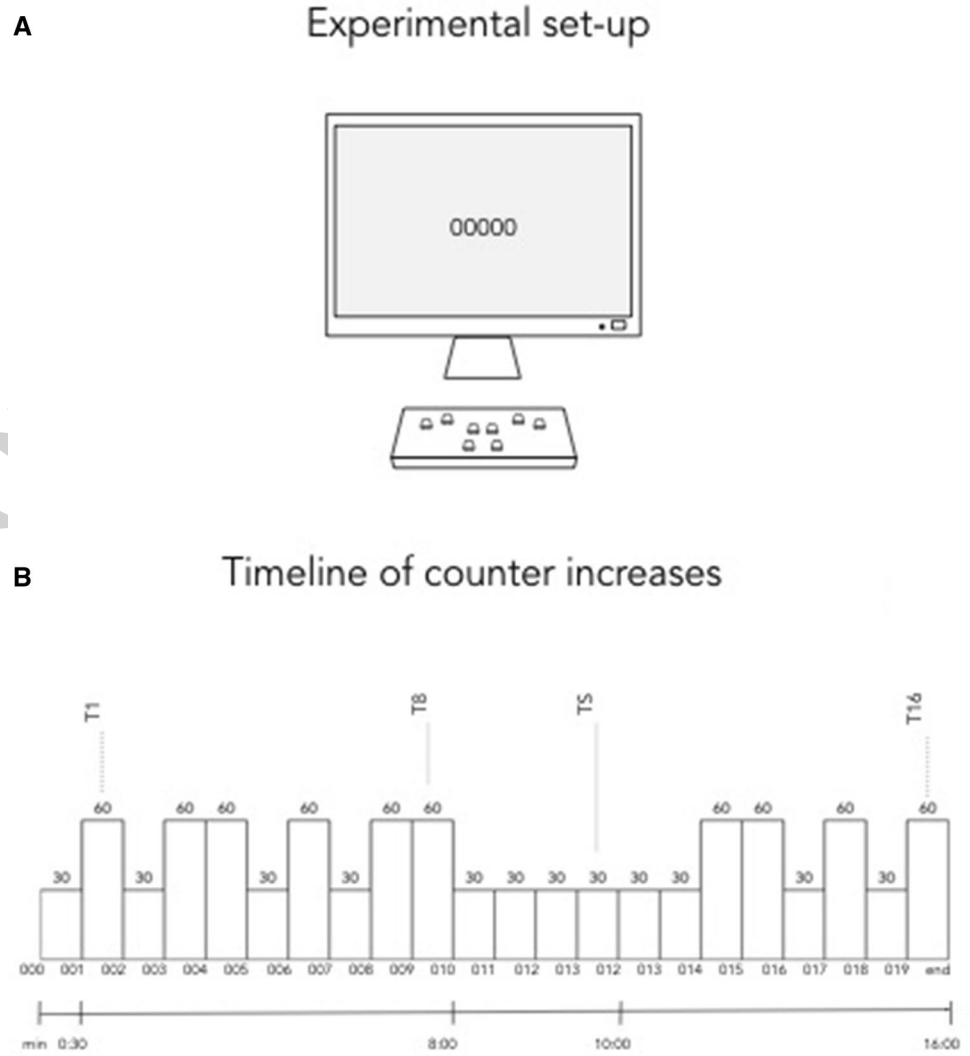 A
Experimental set-up
00000
B
Timeline of counter increases
T1
T8
TS
T16
60 60 60 60 60 60 60 60 60 60
30 30 30 30 30 30 30 30 30 30 30 30
000 001 002 003 004 005 006 007 008 009 010 011 012 013 012 013 014 015 016 017 018 019 end
min 0:30 8:00 10:00 16:00